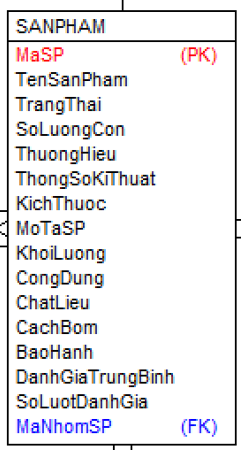 SANPHAM
MaSP (PK)
TenSanPham
TrangThai
SoLuongCon
ThuongHieu
ThongSoKiThuat
KichThuoc
MoTaSP
KhoiLuong
CongDung
ChatLieu
CachBom
BaoHanh
DanhGiaTrungBinh
SoLuotDanhGia
MaNhomSP (FK)